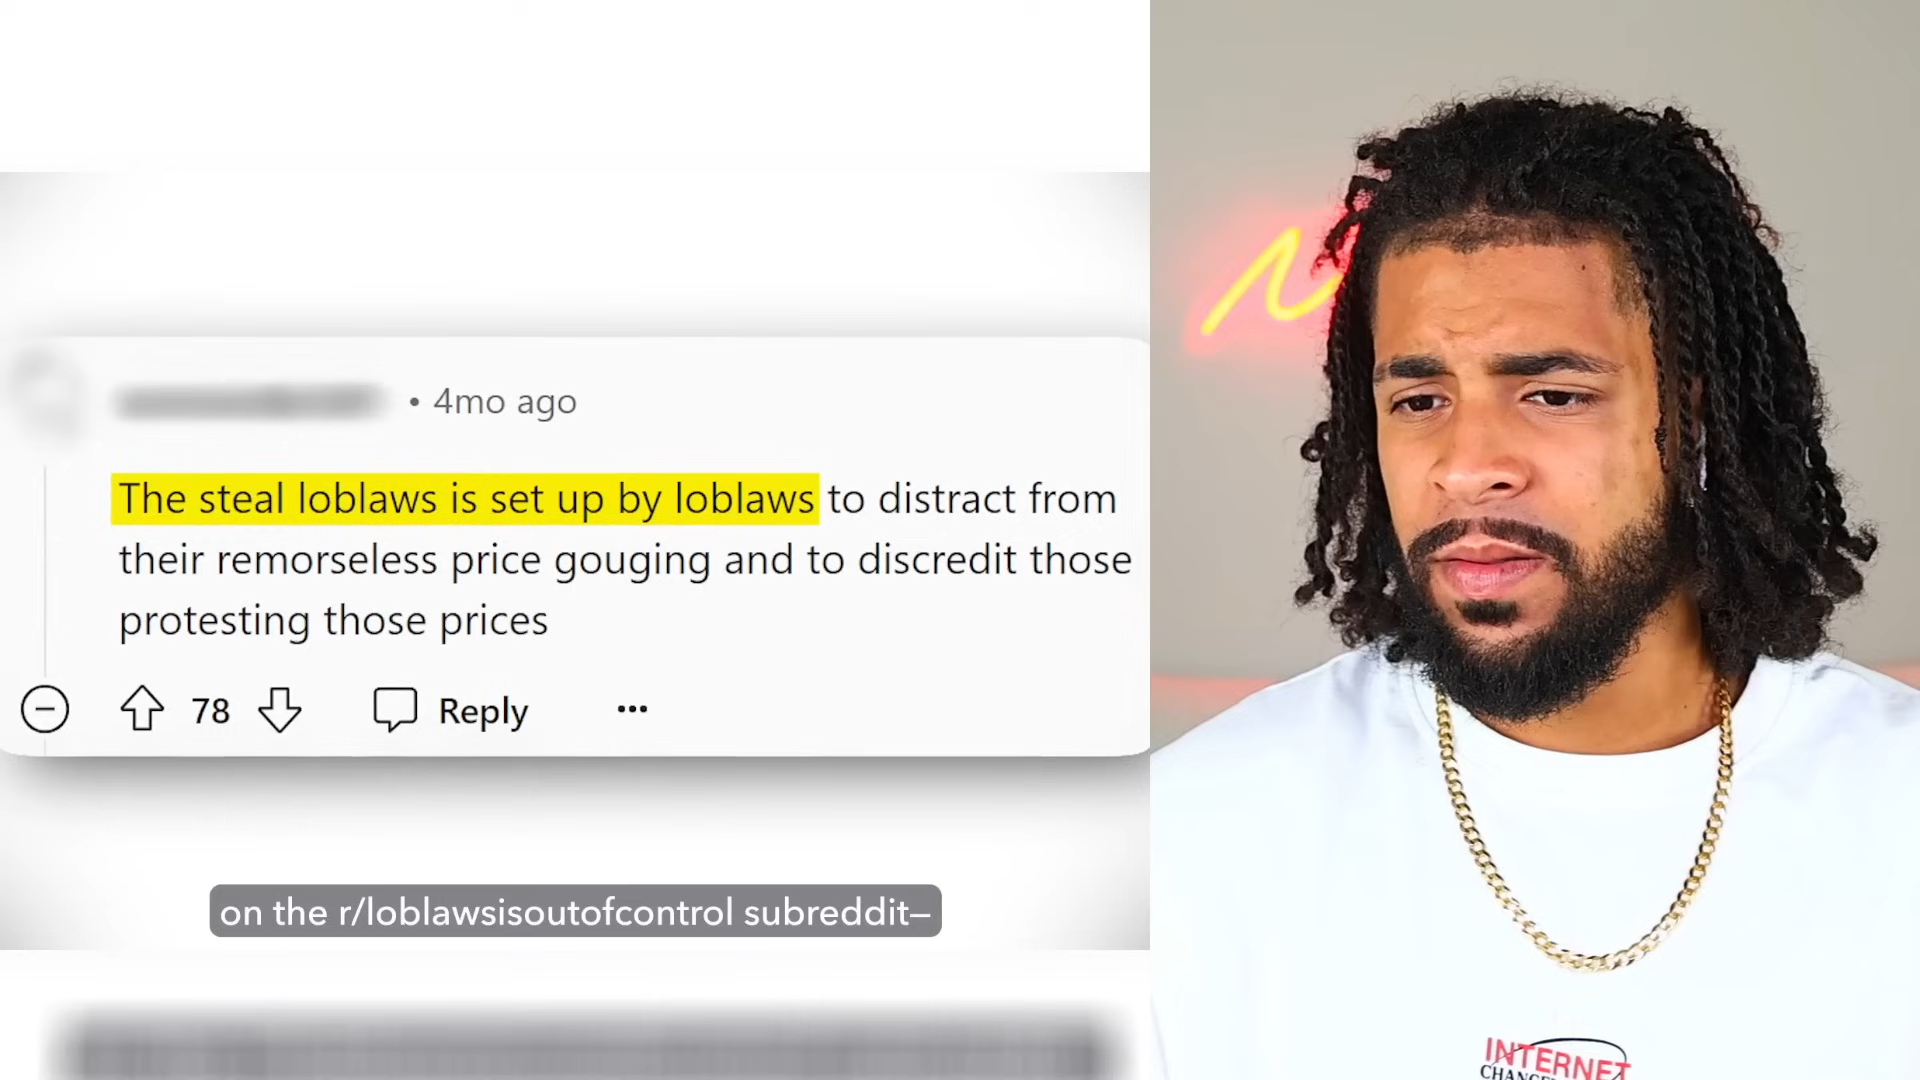 • 4mo ago
The steal loblaws is set up by loblaws to distract from
their remorseless price gouging and to discredit those
protesting those prices
78 Reply ...
on the r/loblawsisoutofcontrol subreddit—
INTERNET